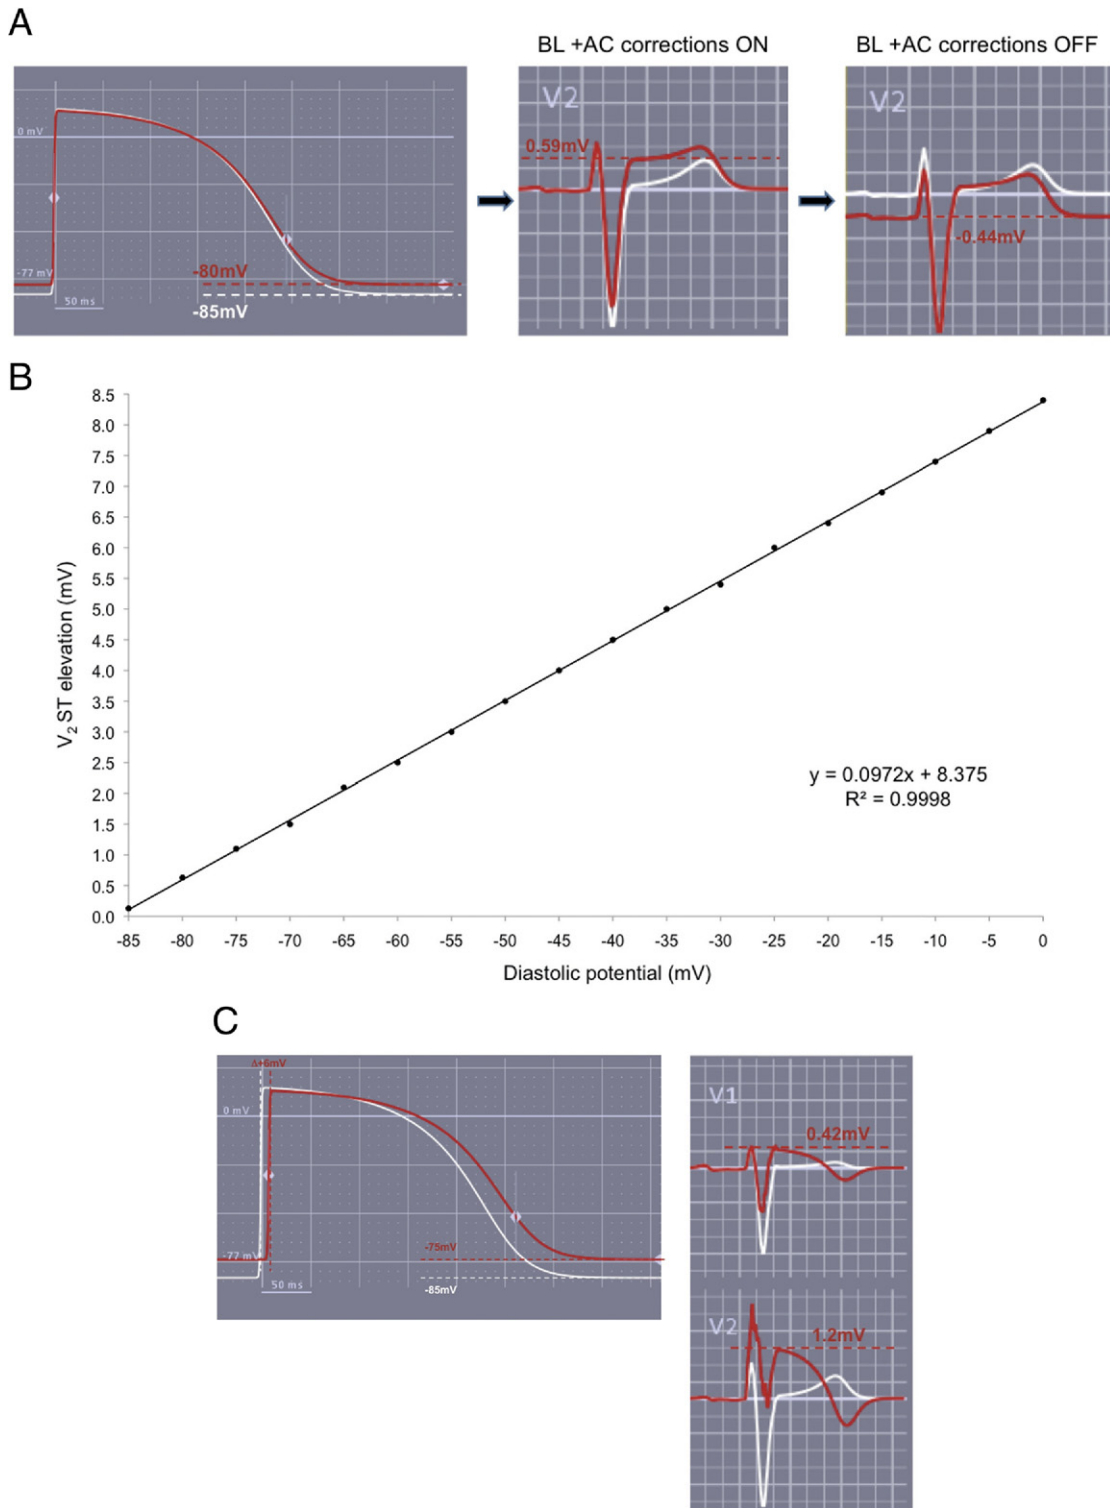 A
BL +AC corrections ON
BL +AC corrections OFF
0 mV
-77 mV
50 ms
-80mV
-85mV
V2
0.59mV
V2
-0.44mV
B
8.5
8.0
7.5
7.0
6.5
6.0
5.5
5.0
4.5
4.0
3.5
3.0
2.5
2.0
1.5
1.0
0.5
0.0
V2 ST elevation (mV)
y = 0.0972x + 8.375
R² = 0.9998
-85 -80 -75 -70 -65 -60 -55 -50 -45 -40 -35 -30 -25 -20 -15 -10 -5 0
Diastolic potential (mV)
C
Δ+6mV
0 mV
-77 mV
50 ms
-75mV
-85mV
V1
0.42mV
V2
1.2mV